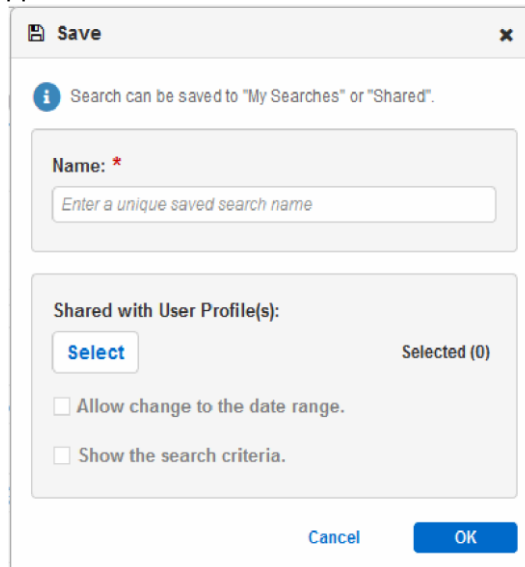 Save
Search can be saved to "My Searches" or "Shared".
Name: *
Enter a unique saved search name
Shared with User Profile(s):
Select
Selected (0)
Allow change to the date range.
Show the search criteria.
Cancel
OK